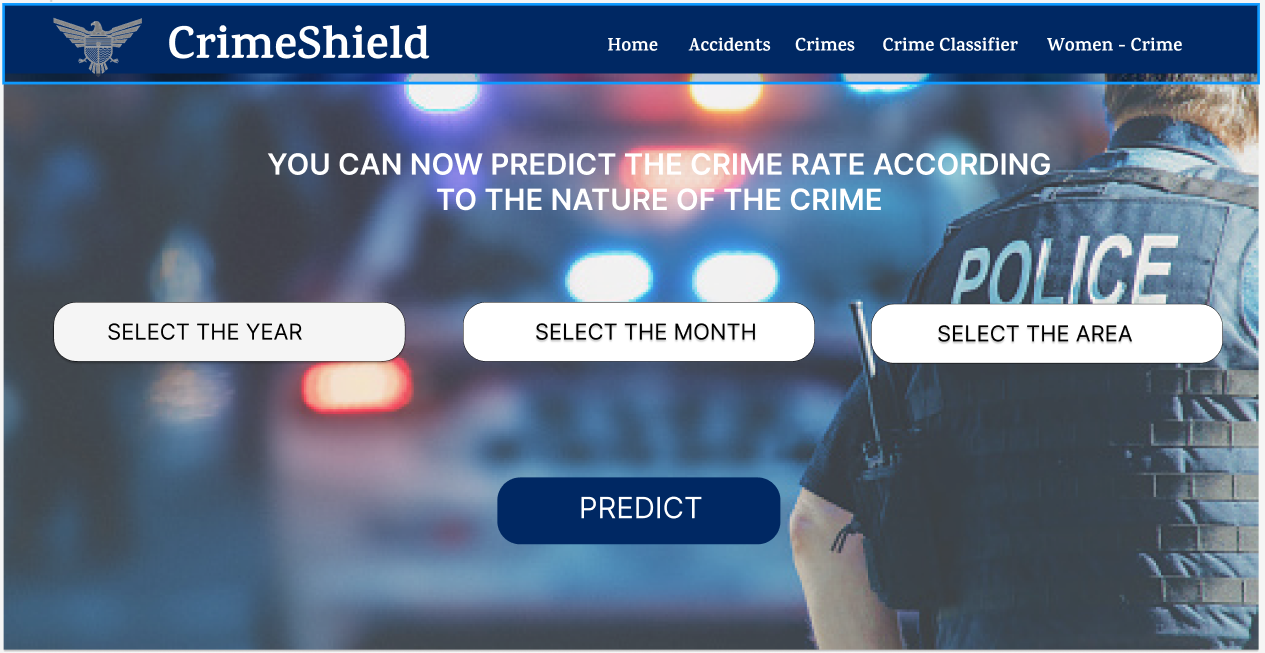 CrimeShield
Home Accidents Crimes Crime Classifier Women - Crime
YOU CAN NOW PREDICT THE CRIME RATE ACCORDING
TO THE NATURE OF THE CRIME
POLICE
SELECT THE YEAR SELECT THE MONTH SELECT THE AREA
PREDICT